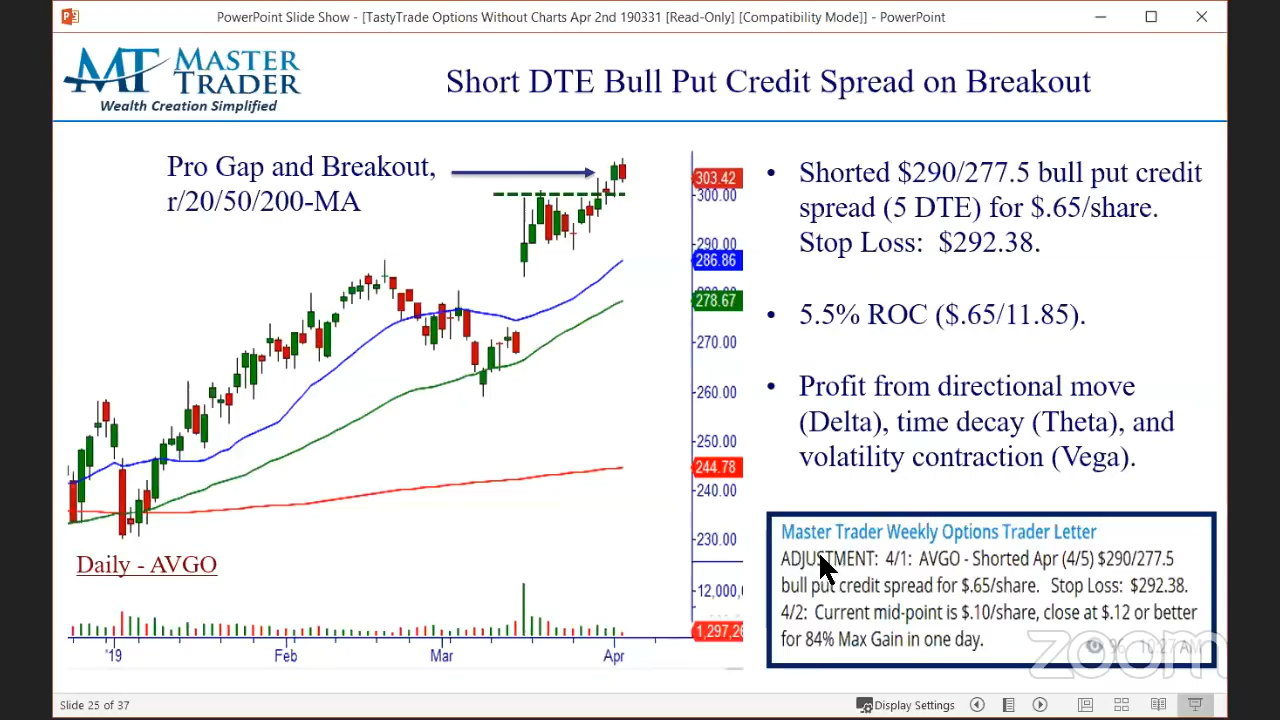 PowerPoint Slide Show - [TastyTrade Options Without Charts Apr 2nd 190331 [Read-Only] [Compatibility Mode]] - PowerPoint
MT MASTER
TRADER
Wealth Creation Simplified
Short DTE Bull Put Credit Spread on Breakout
Pro Gap and Breakout,
r/20/50/200-MA
303.42
300.00
290.00
286.86
278.67
270.00
260.00
250.00
244.78
240.00
230.00
Daily - AVGO
12,000,
1,297,26
'19
Feb
Mar
Apr
• Shorted $290/277.5 bull put credit
spread (5 DTE) for $.65/share.
Stop Loss: $292.38.
• 5.5% ROC ($.65/11.85).
• Profit from directional move
(Delta), time decay (Theta), and
volatility contraction (Vega).
Master Trader Weekly Options Trader Letter
ADJUSTMENT: 4/1: AVGO - Shorted Apr (4/5) $290/277.5
bull put credit spread for $.65/share. Stop Loss: $292.38.
4/2: Current mid-point is $.10/share, close at $.12 or better
for 84% Max Gain in one day.
zoom
Slide 25 of 37
Display Settings